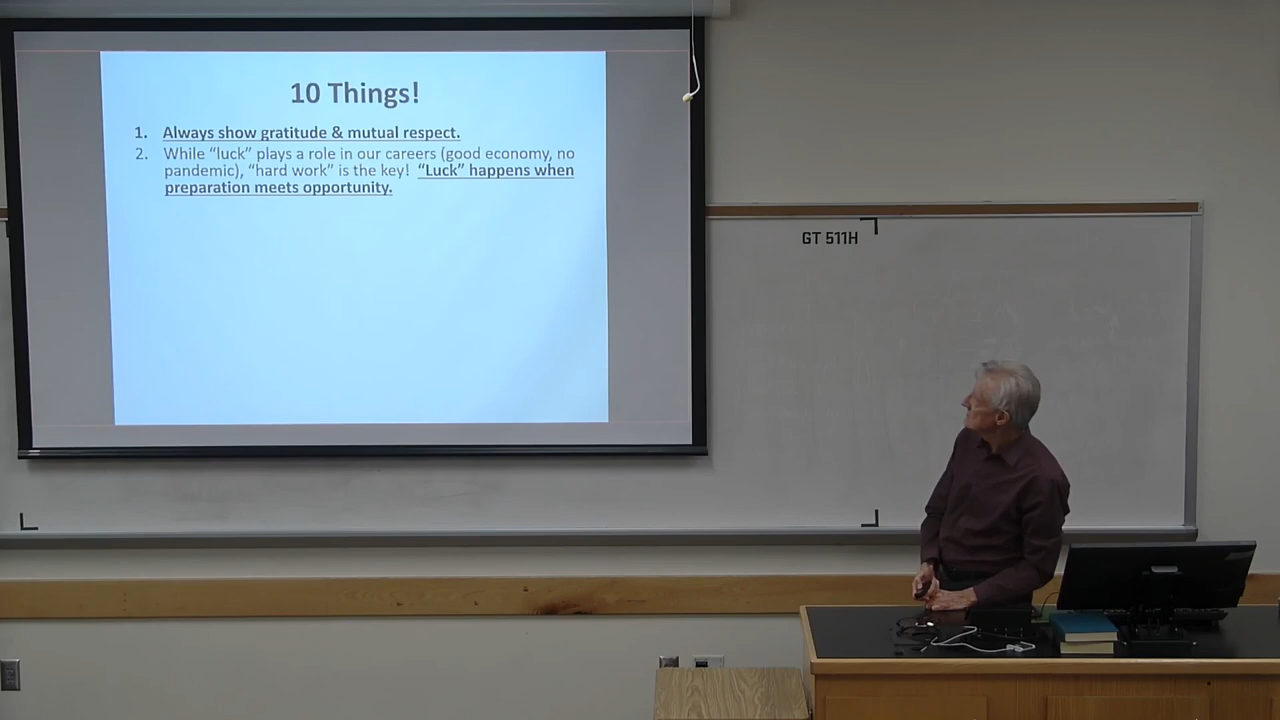 10 Things!
1. Always show gratitude & mutual respect.
2. While “luck” plays a role in our careers (good economy, no
pandemic), “hard work” is the key! “Luck” happens when
preparation meets opportunity.
GT 511H